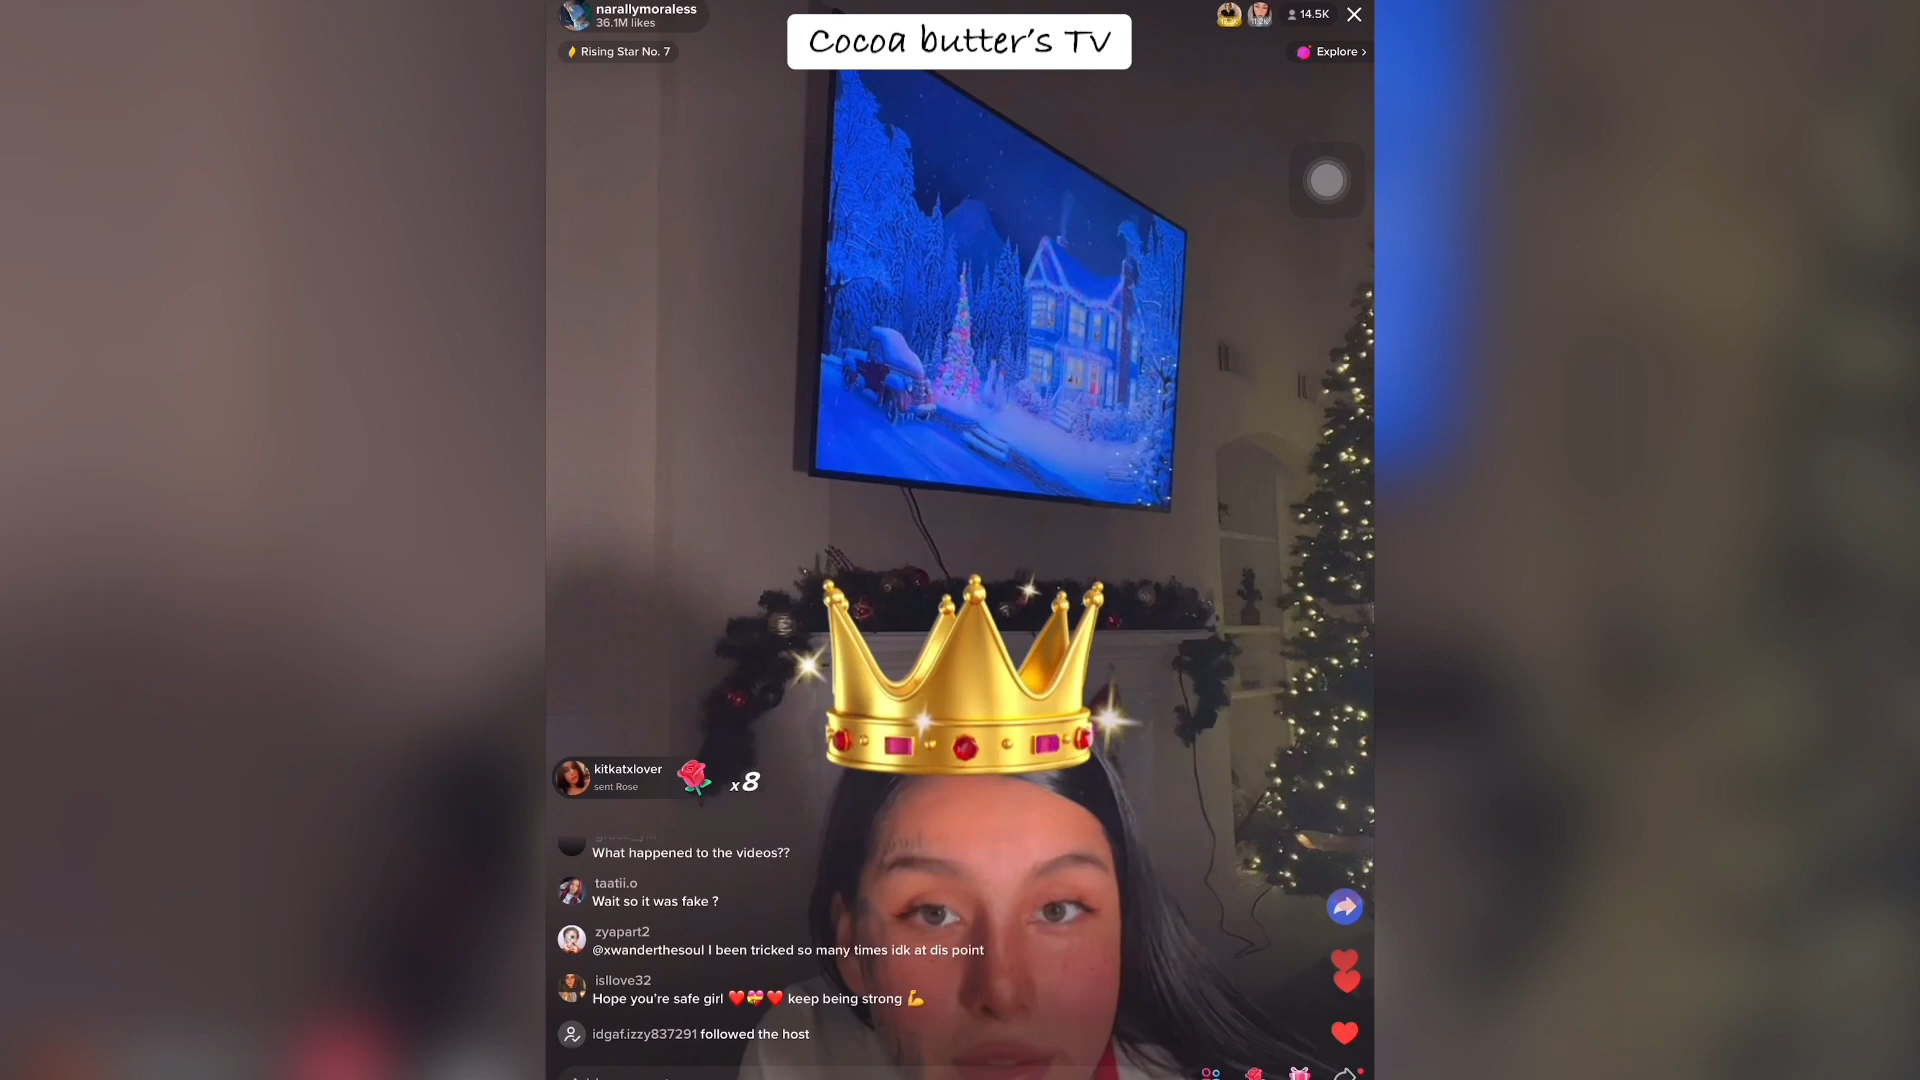 narallymoraless
36.1M likes
14.5K
Cocoa butter's TV
Rising Star No. 7
Explore >
kitkatxlover
sent Rose
x8
What happened to the videos??
taatii.o
Wait so it was fake ?
zyapart2
@xwanderthesoul I been tricked so many times idk at dis point
isllove32
Hope you're safe girl ❤️💝❤️ keep being strong 💪
idgaf.izzy837291 followed the host